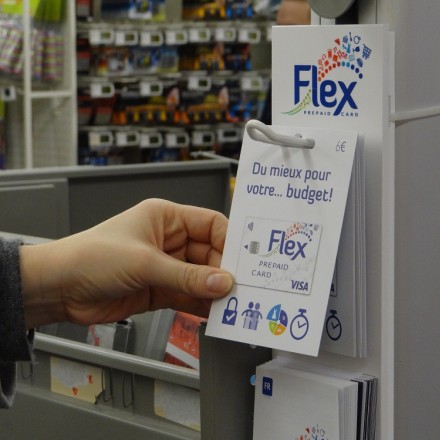 Flex
PREPAID CARD
6€
Du mieux pour
votre... budget!
Flex
PREPAID
CARD
VISA
FR